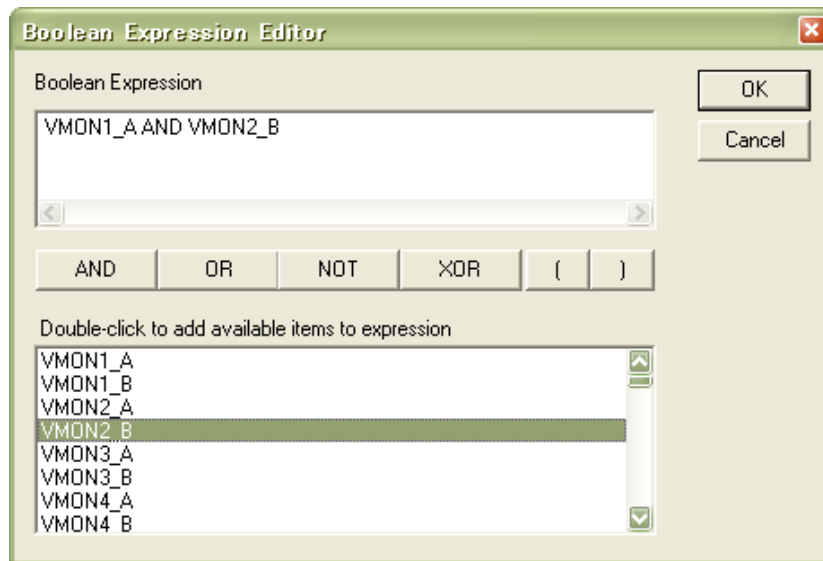 Boolean Expression Editor
Boolean Expression
OK
VMON1_A AND VMON2_B
Cancel
AND OR NOT XOR ( )
Double-click to add available items to expression
VMON1_A
VMON1_B
VMON2_A
VMON2_B
VMON3_A
VMON3_B
VMON4_A
VMON4_B